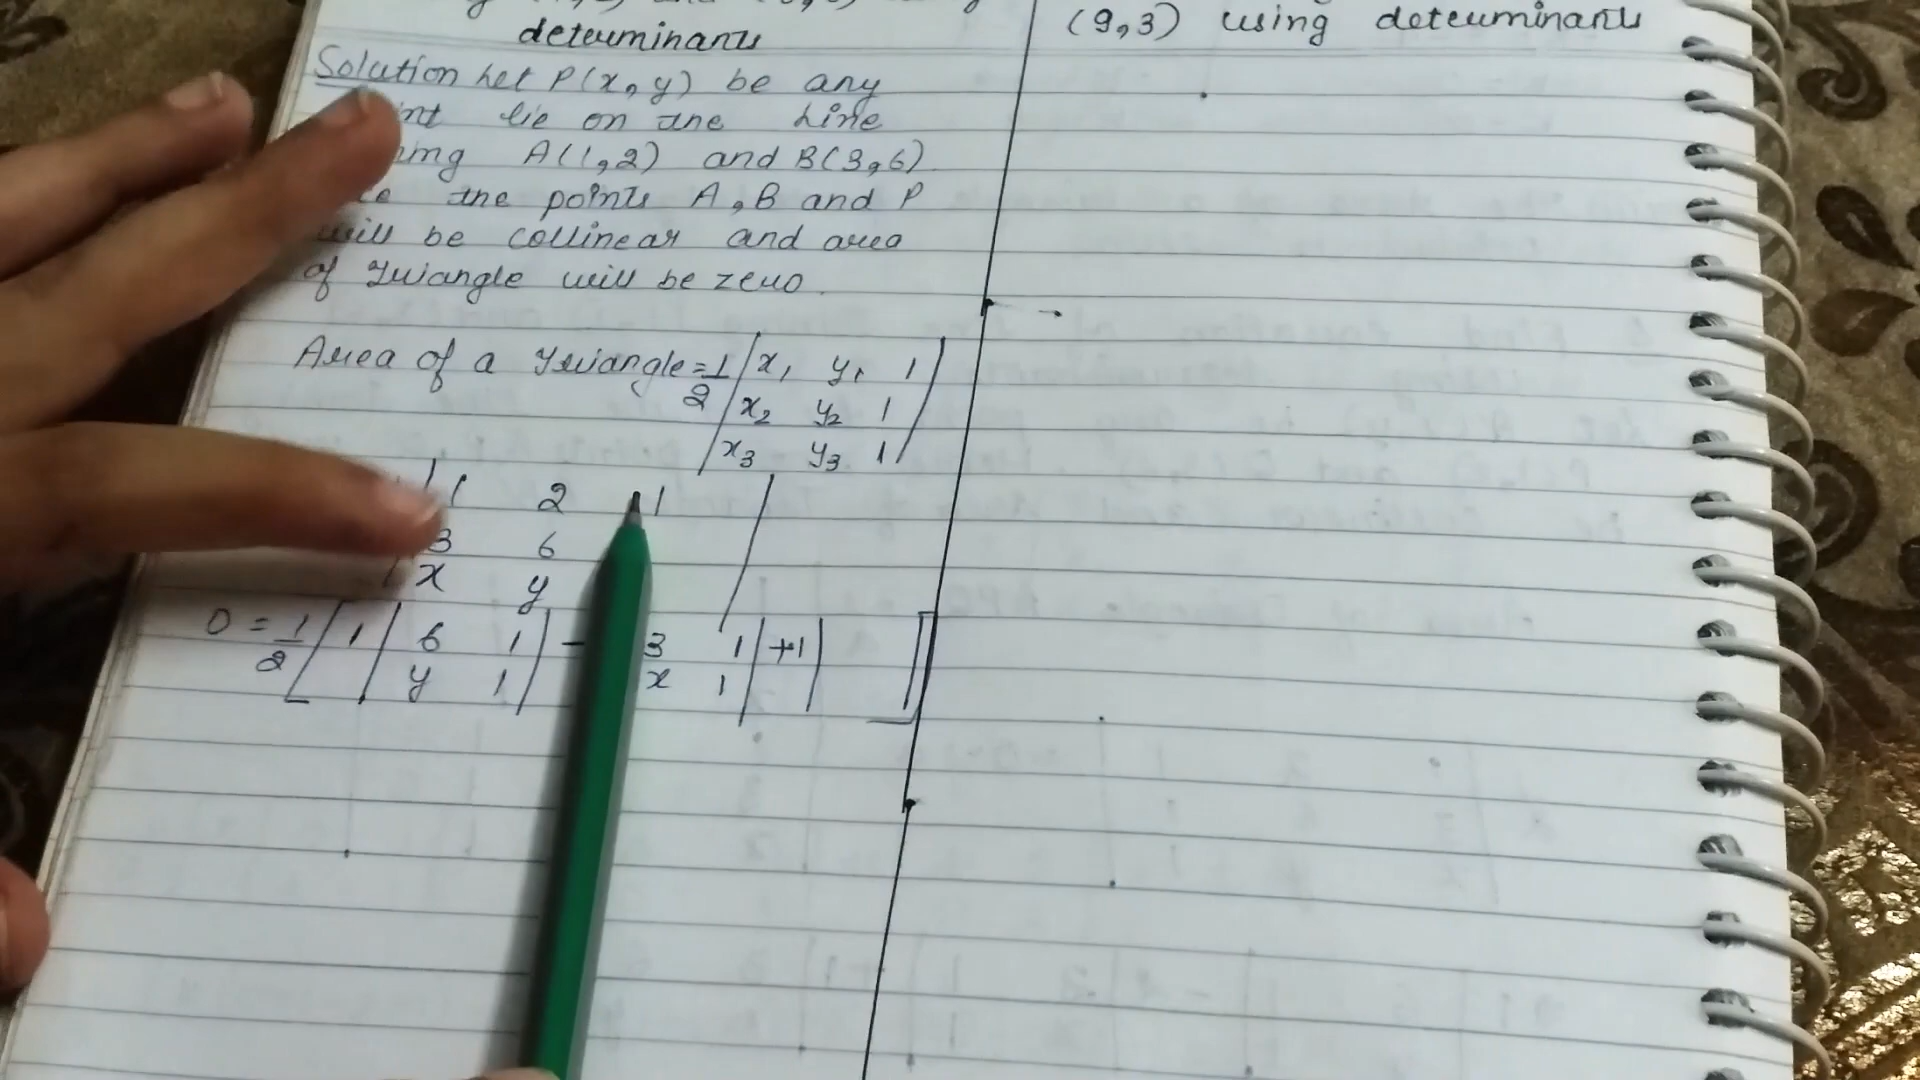 determinants
Solution Let P(x, y) be any
lie on the Line
A(1,2) and B(3,6)
the points A, B and P
will be collinear and area
of Triangle will be zero.
Area of a Triangle = 1/2 | x1 y1 1
x2 y2 1
x3 y3 1 |
| 1 2 1 |
3 6
x y
0 = 1/2 [ 1 | 6 1 | - 3 1 | +1 | ]
y 1 x 1
(9,3) using determinants